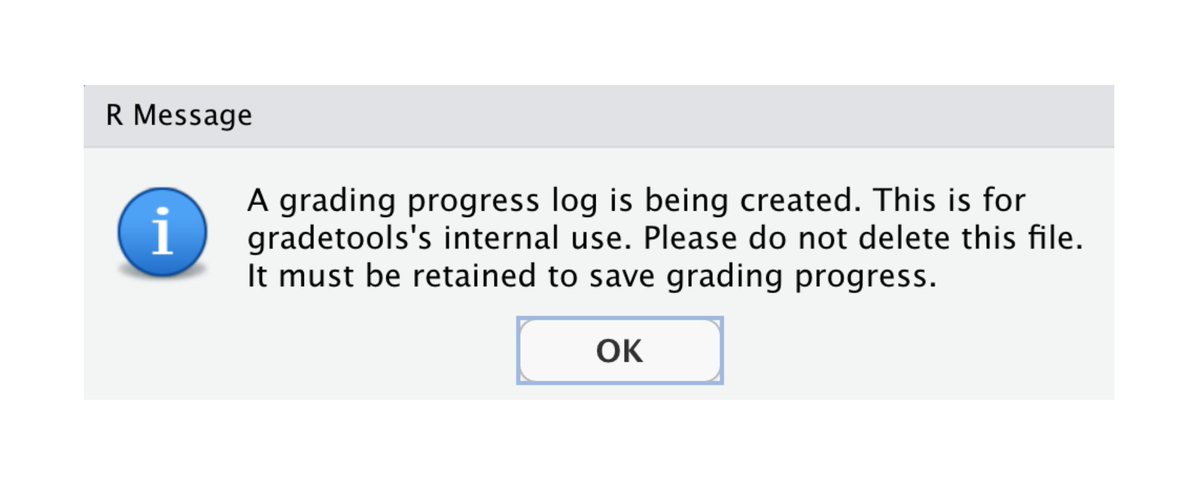 R Message
A grading progress log is being created. This is for
gradetools's internal use. Please do not delete this file.
It must be retained to save grading progress.
OK